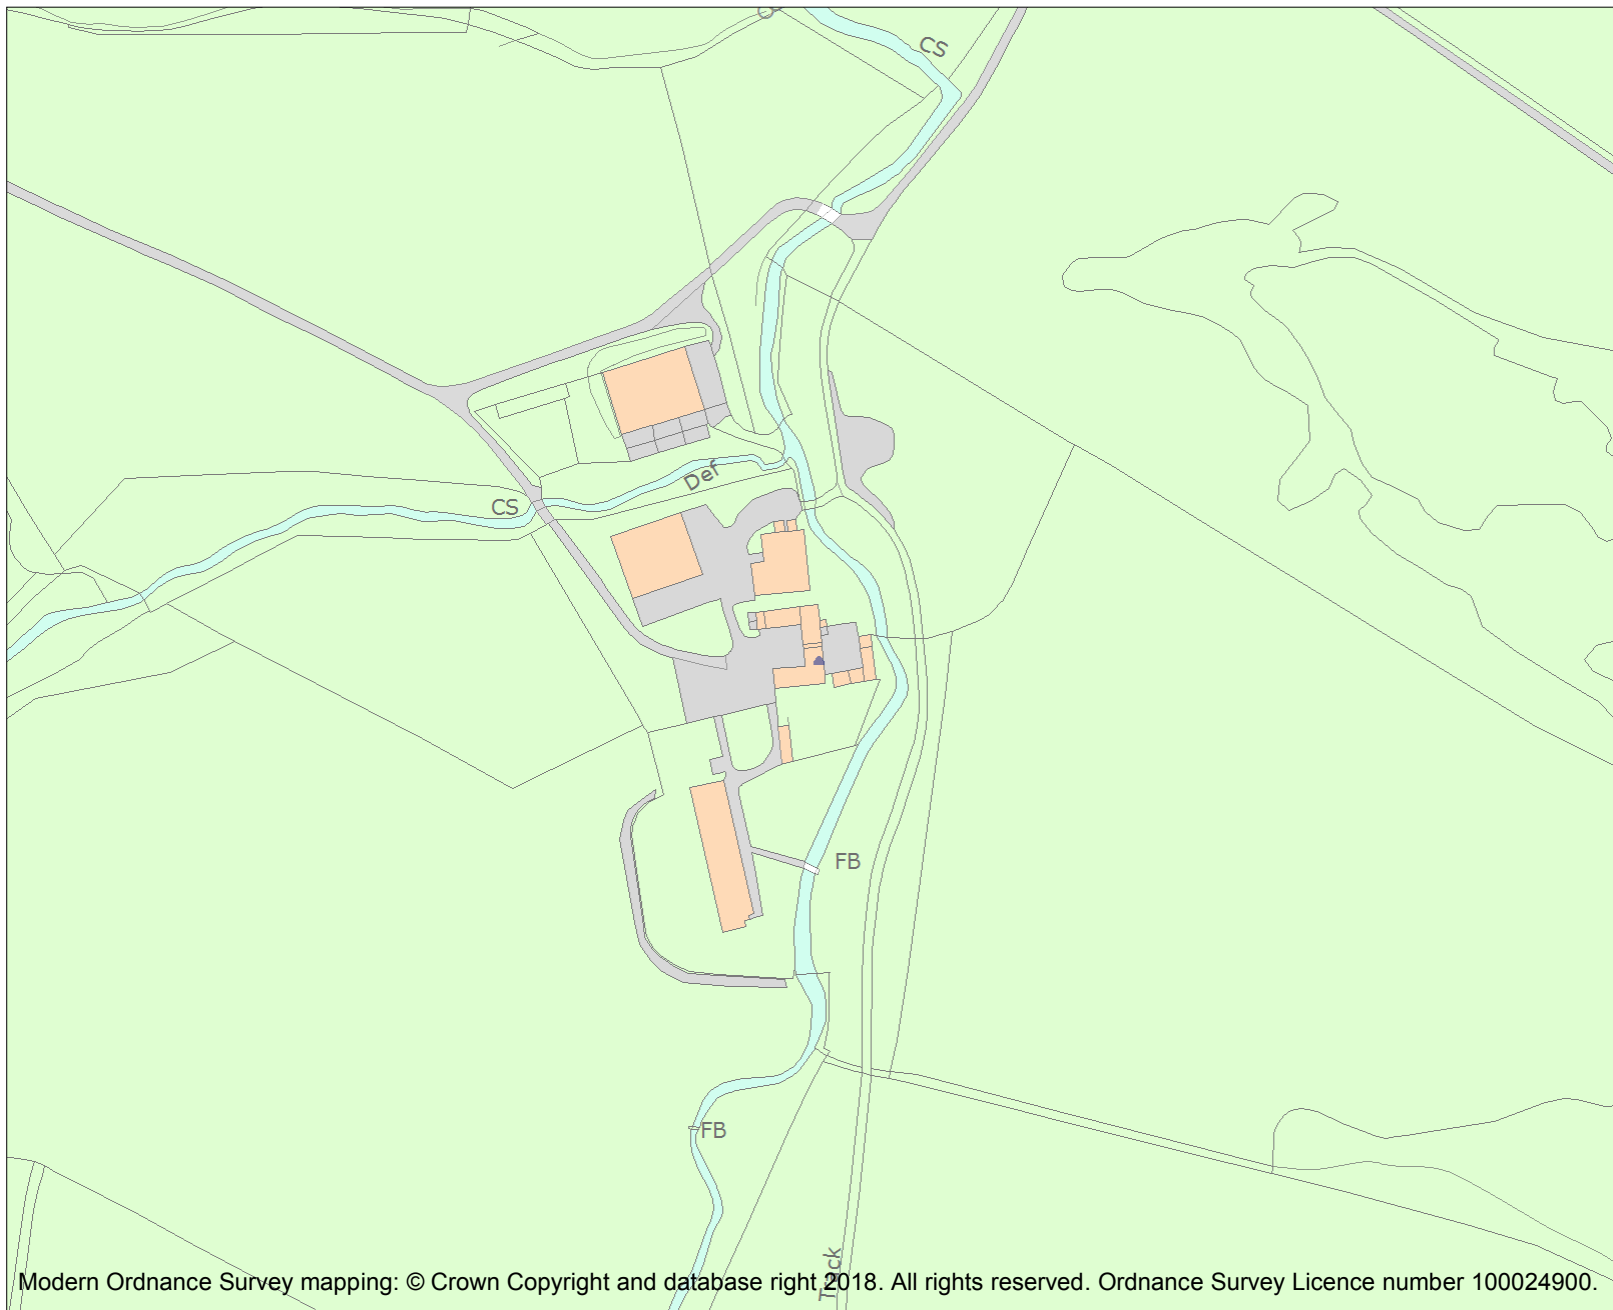 CS
CS
Def
FB
FB
Track
Modern Ordnance Survey mapping: © Crown Copyright and database right 2018. All rights reserved. Ordnance Survey Licence number 100024900.